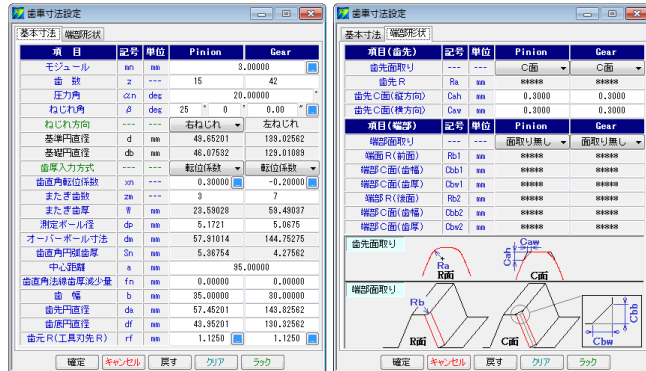 歯車寸法設定
基本寸法 端部形状
項 目 記号 単位 Pinion Gear
モジュール mn mm 3.00000
歯 数 z --- 15 42
圧力角 αn deg 20.00000 °
ねじれ角 β deg 25 ° 0 ' 0.00 "
ねじれ方向 --- --- 右ねじれ 左ねじれ
基準円直径 d mm 49.65201 139.02562
基礎円直径 db mm 46.07532 129.01089
歯厚入力方式 --- --- 転位係数 転位係数
歯直角転位係数 xn --- 0.30000 -0.20000
またぎ歯数 zm --- 3 7
またぎ歯厚 W mm 23.59028 59.49037
測定ボール径 dp mm 5.1721 5.0675
オーバーボール寸法 dm mm 57.91014 144.75275
歯直角円弧歯厚 Sn mm 5.36754 4.27562
中心距離 a mm 95.00000
歯直角法線歯厚減少量 fn mm 0.00000 0.00000
歯 幅 b mm 35.00000 30.00000
歯先円直径 da mm 57.45201 143.82562
歯底円直径 df mm 43.95201 130.32562
歯元R(工具刃先R) rf mm 1.1250 1.1250
確定 キャンセル 戻す クリア ラック
歯車寸法設定
基本寸法 端部形状
項目(歯先) 記号 単位 Pinion Gear
歯先面取り --- --- C面 C面
歯先R Ra mm ***** *****
歯先C面(縦方向) Cah mm 0.3000 0.3000
歯先C面(横方向) Caw mm 0.3000 0.3000
項目(端部) 記号 単位 Pinion Gear
端部面取り --- --- 面取り無し 面取り無し
端面R(前面) Rb1 mm ***** *****
端部C面(歯幅) Cbb1 mm ***** *****
端部C面(歯厚) Cbw1 mm ***** *****
端部R(後面) Rb2 mm ***** *****
端部C面(歯幅) Cbb2 mm ***** *****
端部C面(歯厚) Cbw2 mm ***** *****
歯先面取り
Ra
R面
Cah
Caw
C面
端部面取り
Rb
R面
C面
Cbb
Cbw
確定 キャンセル 戻す クリア ラック